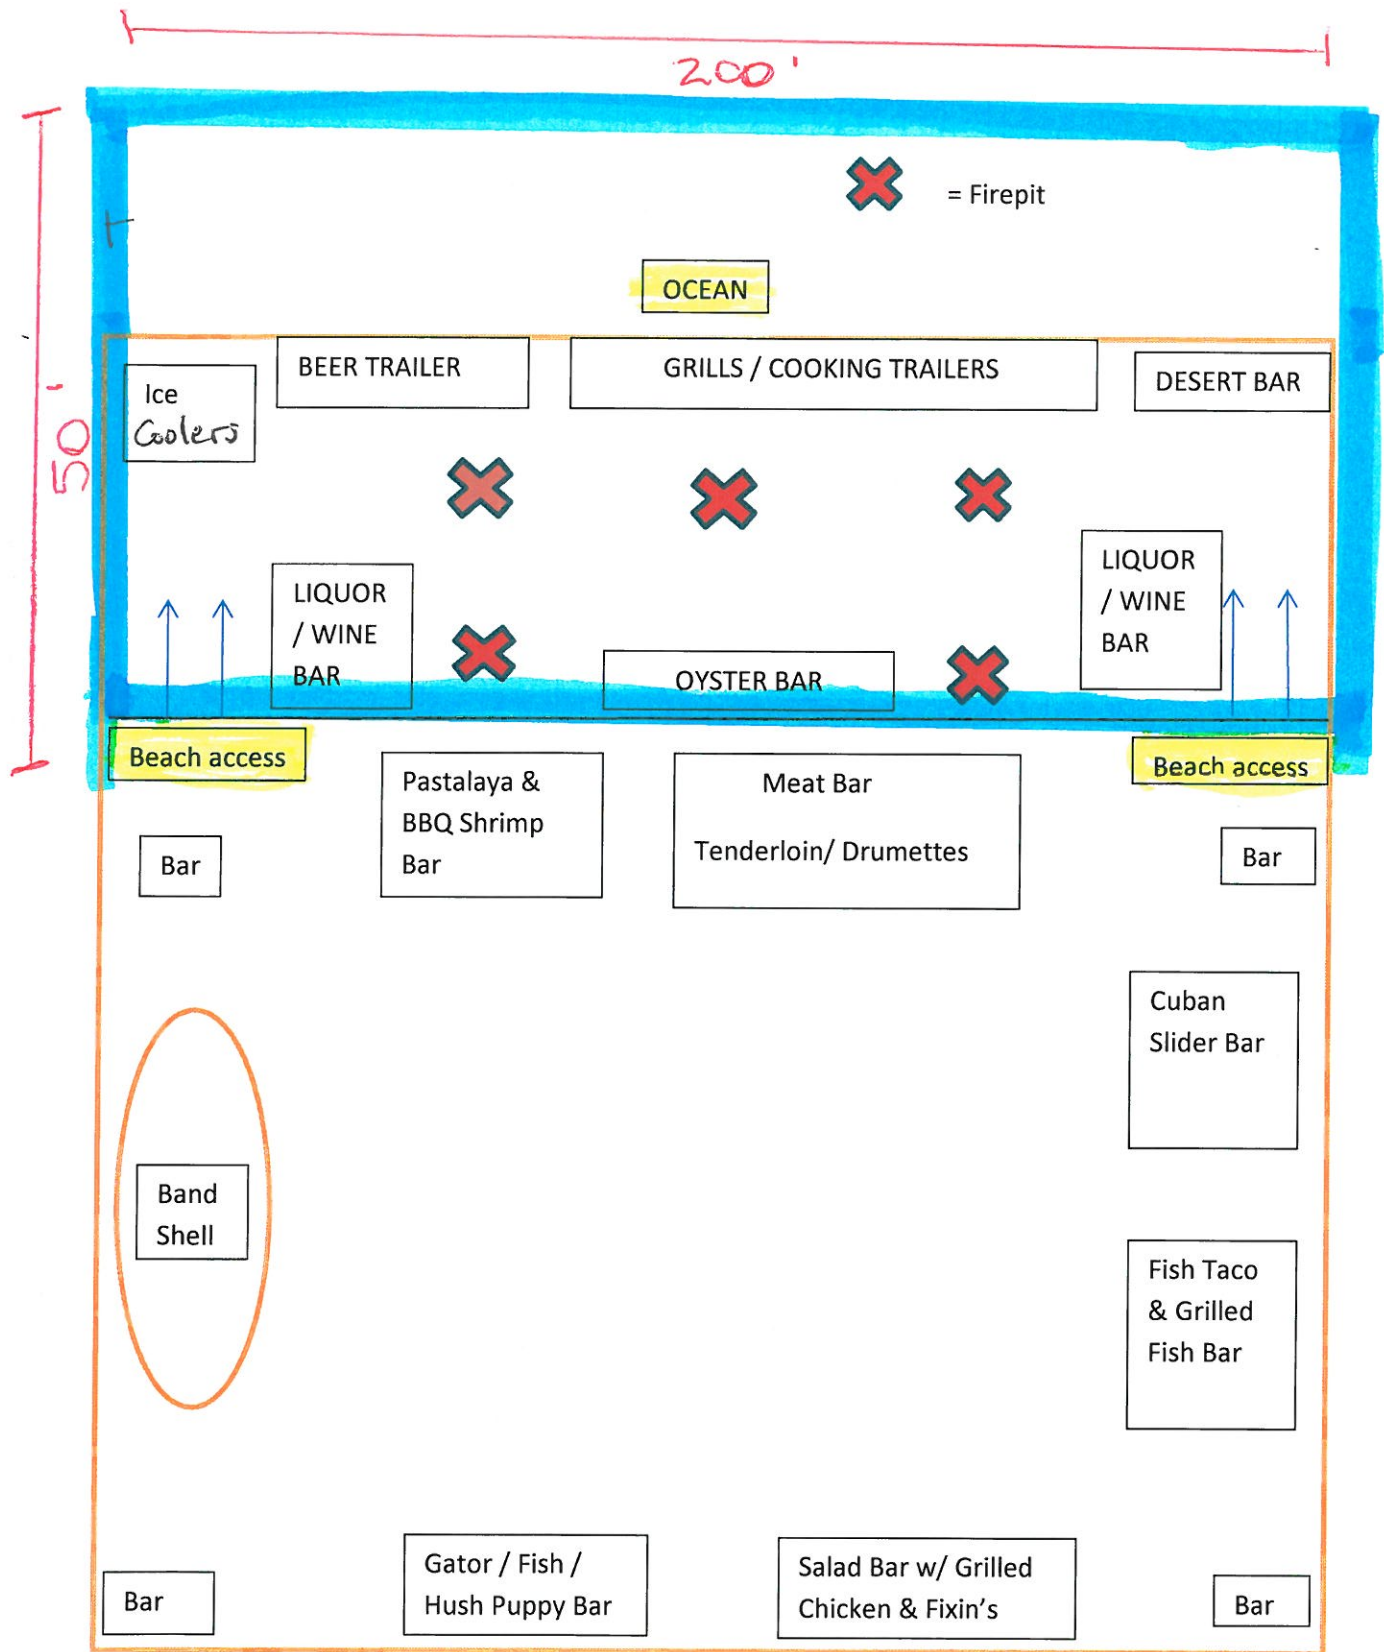 200'
= Firepit
OCEAN
50'
Ice
Coolers
BEER TRAILER
GRILLS / COOKING TRAILERS
DESERT BAR
LIQUOR
/ WINE
BAR
OYSTER BAR
LIQUOR
/ WINE
BAR
Beach access
Beach access
Pastalaya &
BBQ Shrimp
Bar
Meat Bar
Tenderloin/ Drumettes
Bar
Bar
Cuban
Slider Bar
Band
Shell
Fish Taco
& Grilled
Fish Bar
Bar
Gator / Fish /
Hush Puppy Bar
Salad Bar w/ Grilled
Chicken & Fixin's
Bar